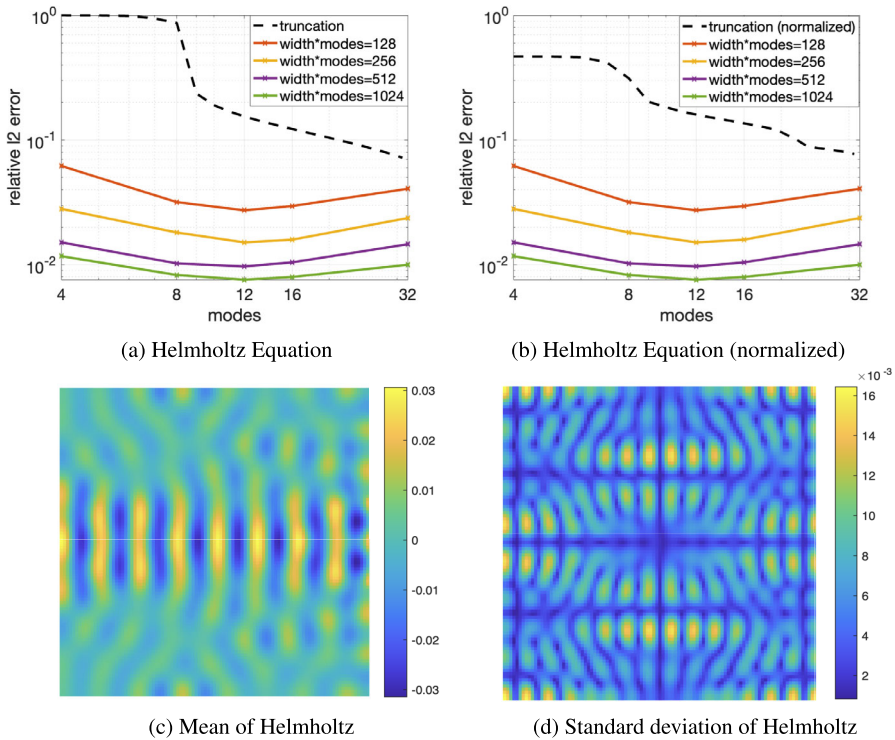 truncation
width*modes=128
width*modes=256
width*modes=512
width*modes=1024
10^0
10^-1
10^-2
relative l2 error
4 8 12 16 32
modes
(a) Helmholtz Equation
truncation (normalized)
width*modes=128
width*modes=256
width*modes=512
width*modes=1024
10^0
10^-1
10^-2
relative l2 error
4 8 12 16 32
modes
(b) Helmholtz Equation (normalized)
0.03
0.02
0.01
0
-0.01
-0.02
-0.03
(c) Mean of Helmholtz
×10^-3
16
14
12
10
8
6
4
2
(d) Standard deviation of Helmholtz